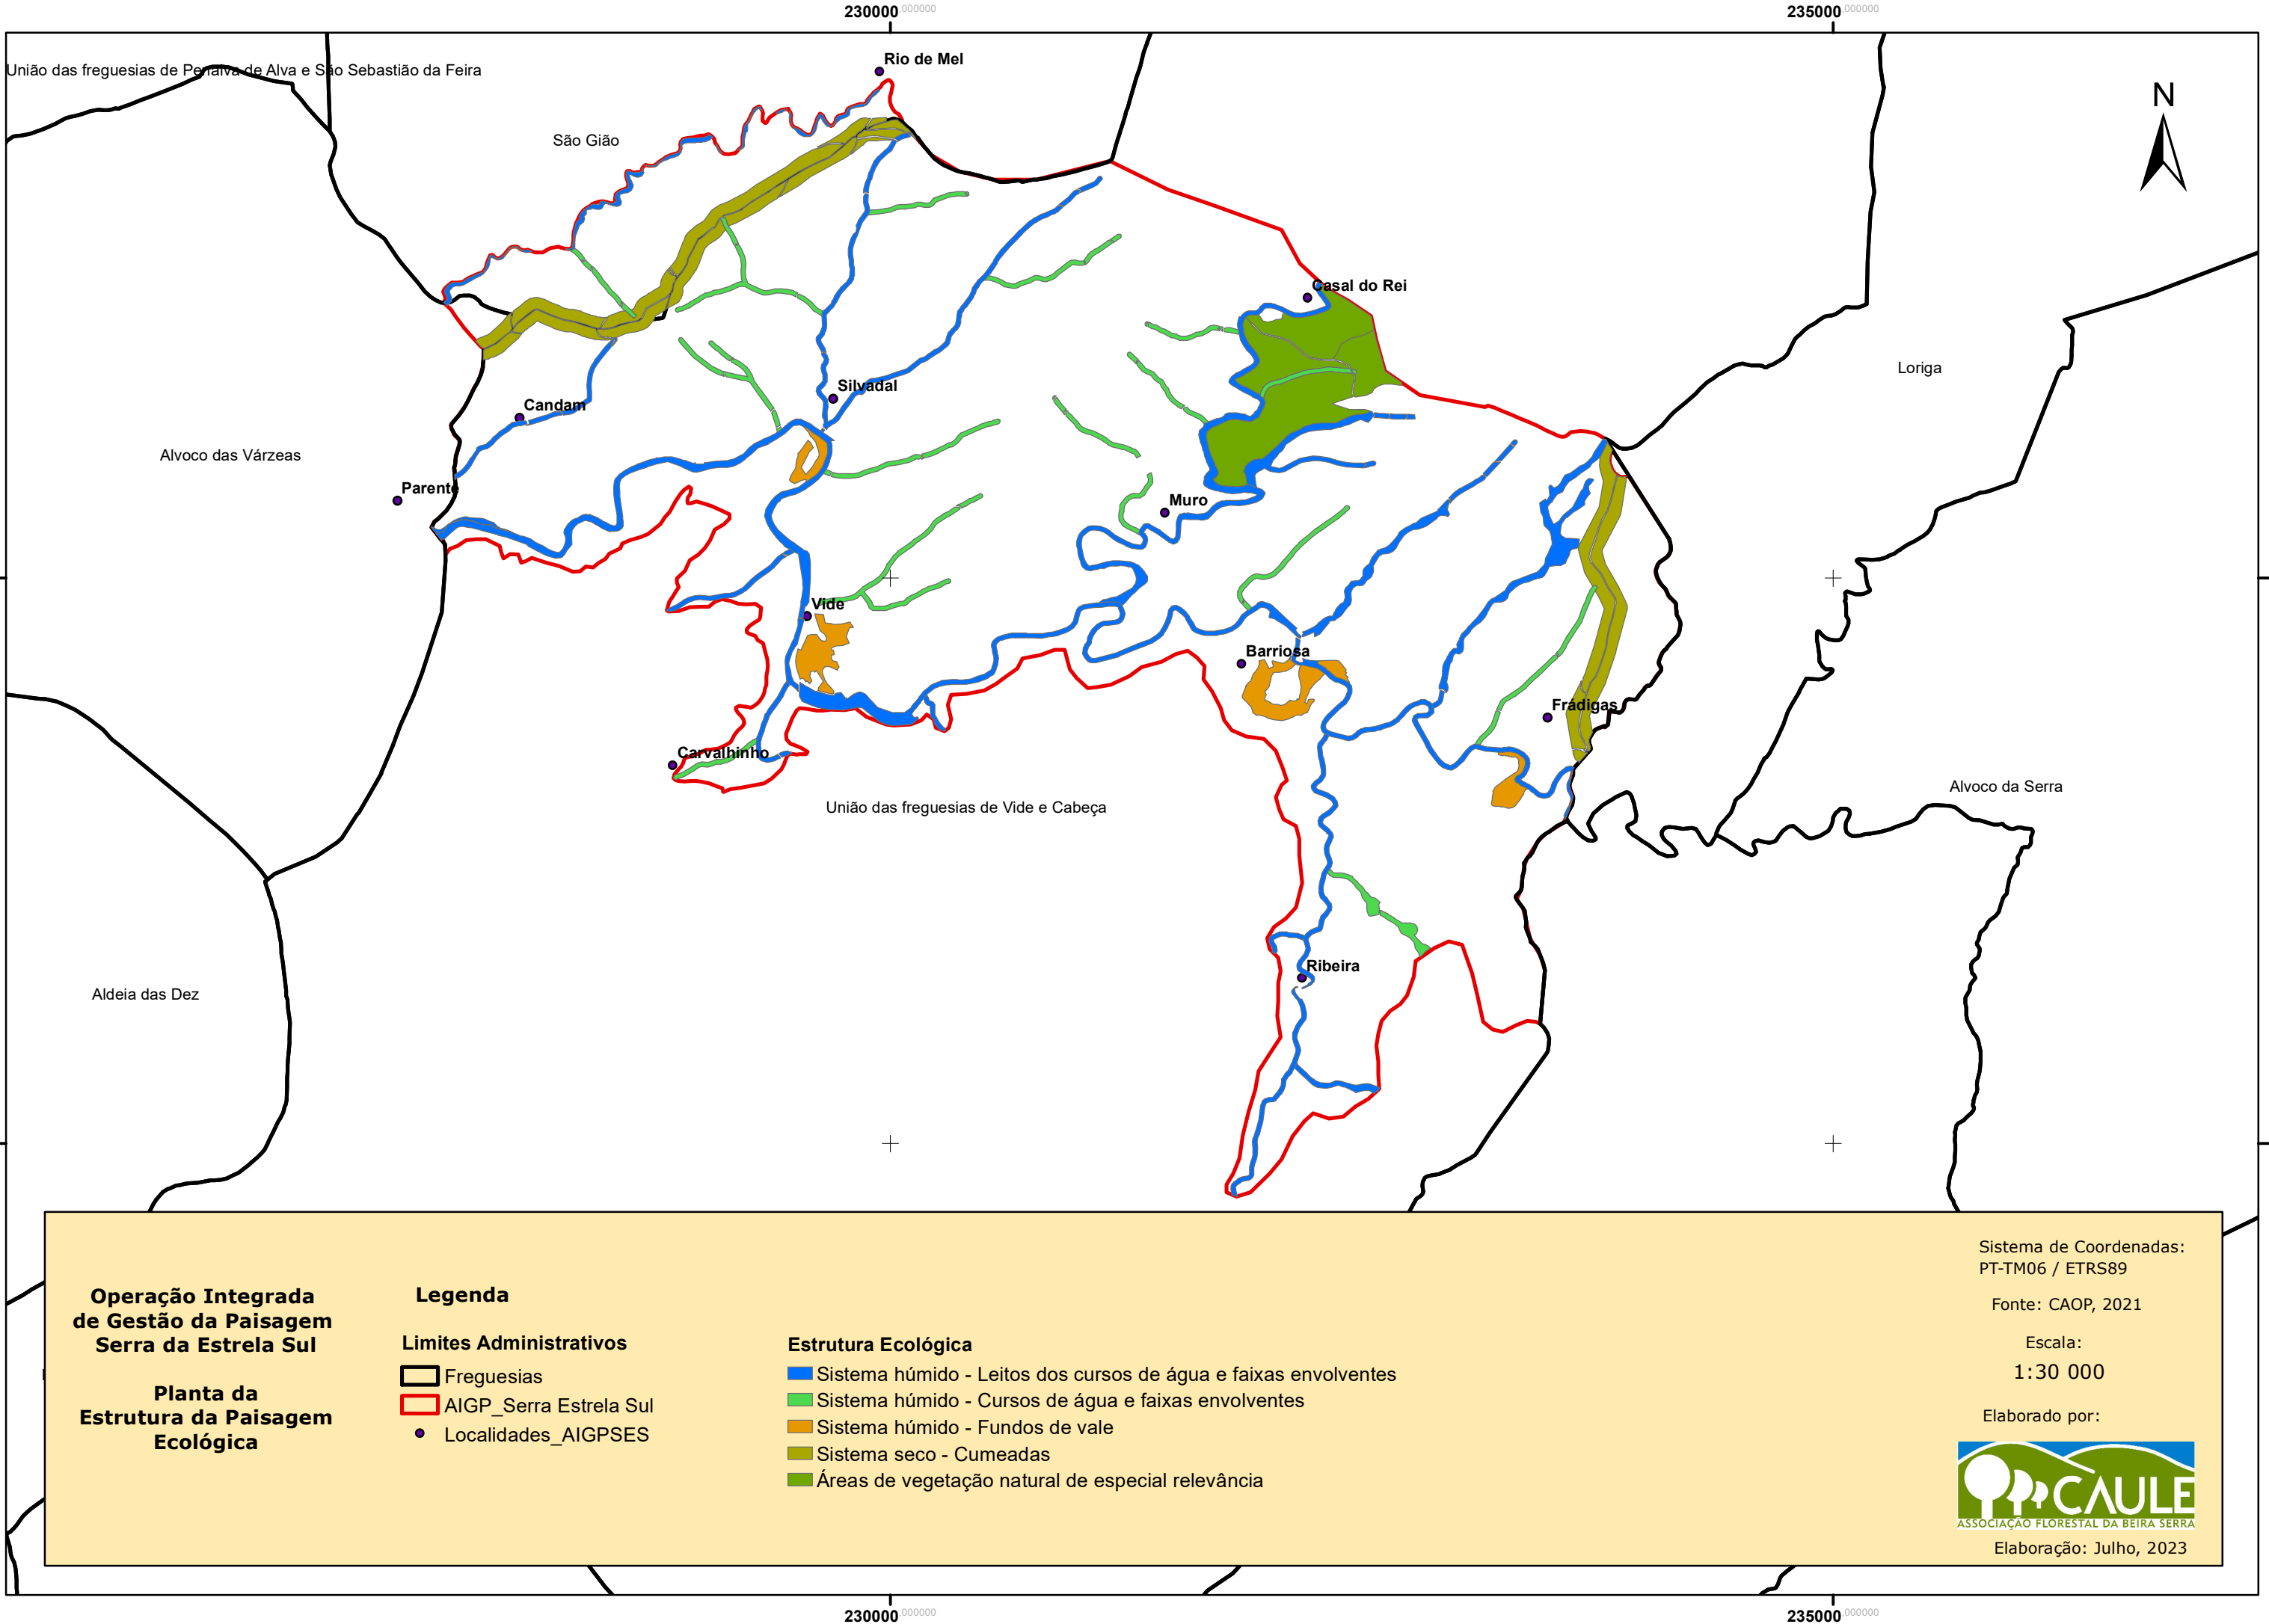 230000.000000
235000.000000
Rio de Mel
União das freguesias de Penalva de Alva e São Sebastião da Feira
N
São Gião
Casal do Rei
Loriga
Silvadal
Candam
Alvoco das Várzeas
Parente
Muro
Vide
Barriosa
Frádigas
Carvalhinho
Alvoco da Serra
União das freguesias de Vide e Cabeça
Ribeira
Aldeia das Dez
Operação Integrada
de Gestão da Paisagem
Serra da Estrela Sul
Planta da
Estrutura da Paisagem
Ecológica
Legenda
Limites Administrativos
Freguesias
AIGP_Serra Estrela Sul
Localidades_AIGPSES
Estrutura Ecológica
Sistema húmido - Leitos dos cursos de água e faixas envolventes
Sistema húmido - Cursos de água e faixas envolventes
Sistema húmido - Fundos de vale
Sistema seco - Cumeadas
Áreas de vegetação natural de especial relevância
Sistema de Coordenadas:
PT-TM06 / ETRS89
Fonte: CAOP, 2021
Escala:
1:30 000
Elaborado por:
CAULE
ASSOCIAÇÃO FLORESTAL DA BEIRA SERRA
Elaboração: Julho, 2023
230000.000000
235000.000000